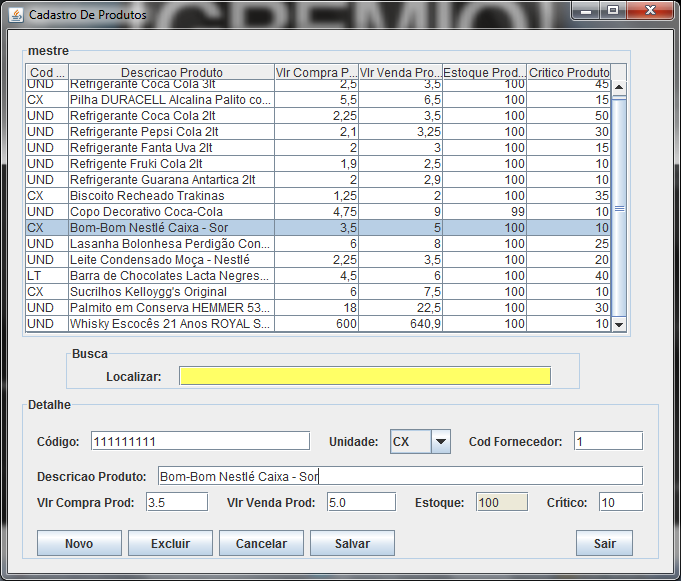 GREMIO
Cadastro De Produtos
mestre
Cod ... Descricao Produto Vlr Compra P... Vlr Venda Pro... Estoque Prod... Critico Produto
UND Refrigerante Coca Cola 3lt 2,5 3,5 100 45
CX Pilha DURACELL Alcalina Palito co... 5,5 6,5 100 15
UND Refrigerante Coca Cola 2lt 2,25 3,5 100 50
UND Refrigerante Pepsi Cola 2lt 2,1 3,25 100 30
UND Refrigerante Fanta Uva 2lt 2 3 100 15
UND Refrigente Fruki Cola 2lt 1,9 2,5 100 10
UND Refrigerante Guarana Antartica 2lt 2 2,9 100 10
CX Biscoito Recheado Trakinas 1,25 2 100 35
UND Copo Decorativo Coca-Cola 4,75 9 99 10
CX Bom-Bom Nestlé Caixa - Sor 3,5 5 100 10
UND Lasanha Bolonhesa Perdigão Con... 6 8 100 25
UND Leite Condensado Moça - Nestlé 2,25 3,5 100 20
LT Barra de Chocolates Lacta Negres... 4,5 6 100 40
CX Sucrilhos Kelloygg's Original 6 7,5 100 10
UND Palmito em Conserva HEMMER 53... 18 22,5 100 30
UND Whisky Escocês 21 Anos ROYAL S... 600 640,9 100 10
Busca
Localizar:
Detalhe
Código: 111111111 Unidade: CX Cod Fornecedor: 1
Descricao Produto: Bom-Bom Nestlé Caixa - Sor
Vlr Compra Prod: 3.5 Vlr Venda Prod: 5.0 Estoque: 100 Crítico: 10
Novo Excluir Cancelar Salvar Sair